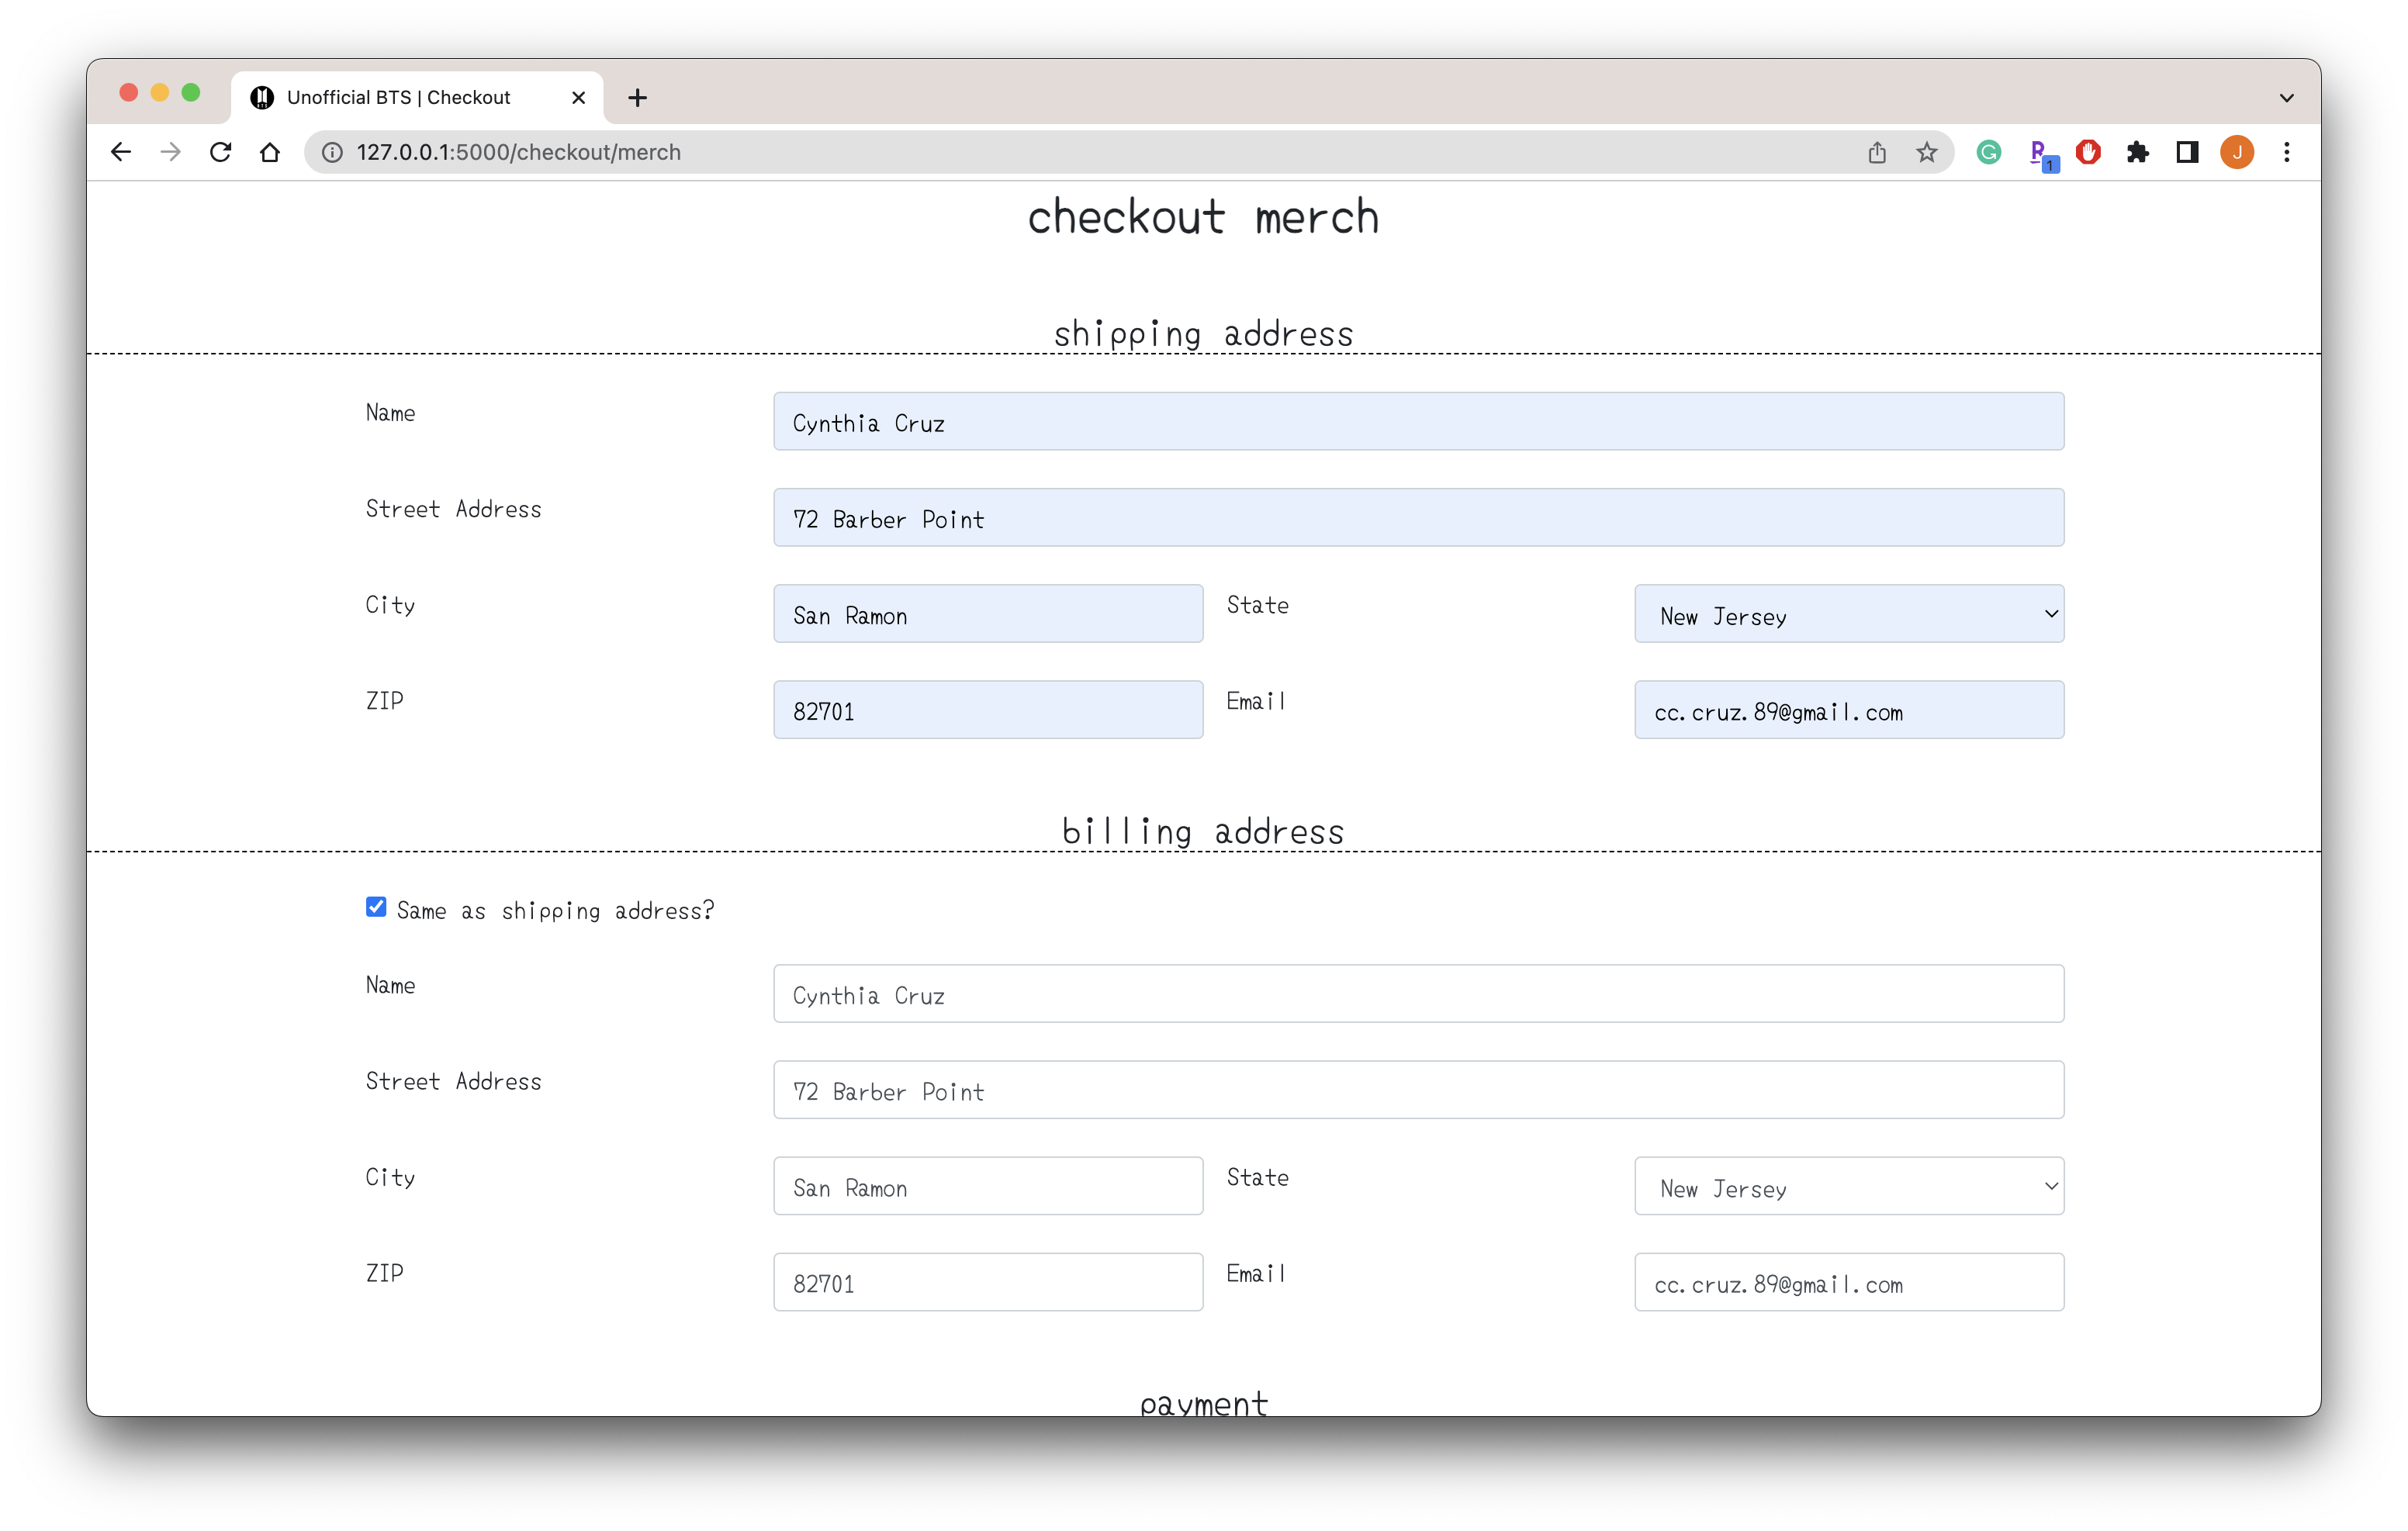 Unofficial BTS | Checkout
127.0.0.1:5000/checkout/merch
1
J
checkout merch
shipping address
Name
Cynthia Cruz
Street Address
72 Barber Point
City
San Ramon
State
New Jersey
ZIP
82701
Email
cc.cruz.89@gmail.com
billing address
Same as shipping address?
Name
Cynthia Cruz
Street Address
72 Barber Point
City
San Ramon
State
New Jersey
ZIP
82701
Email
cc.cruz.89@gmail.com
payment